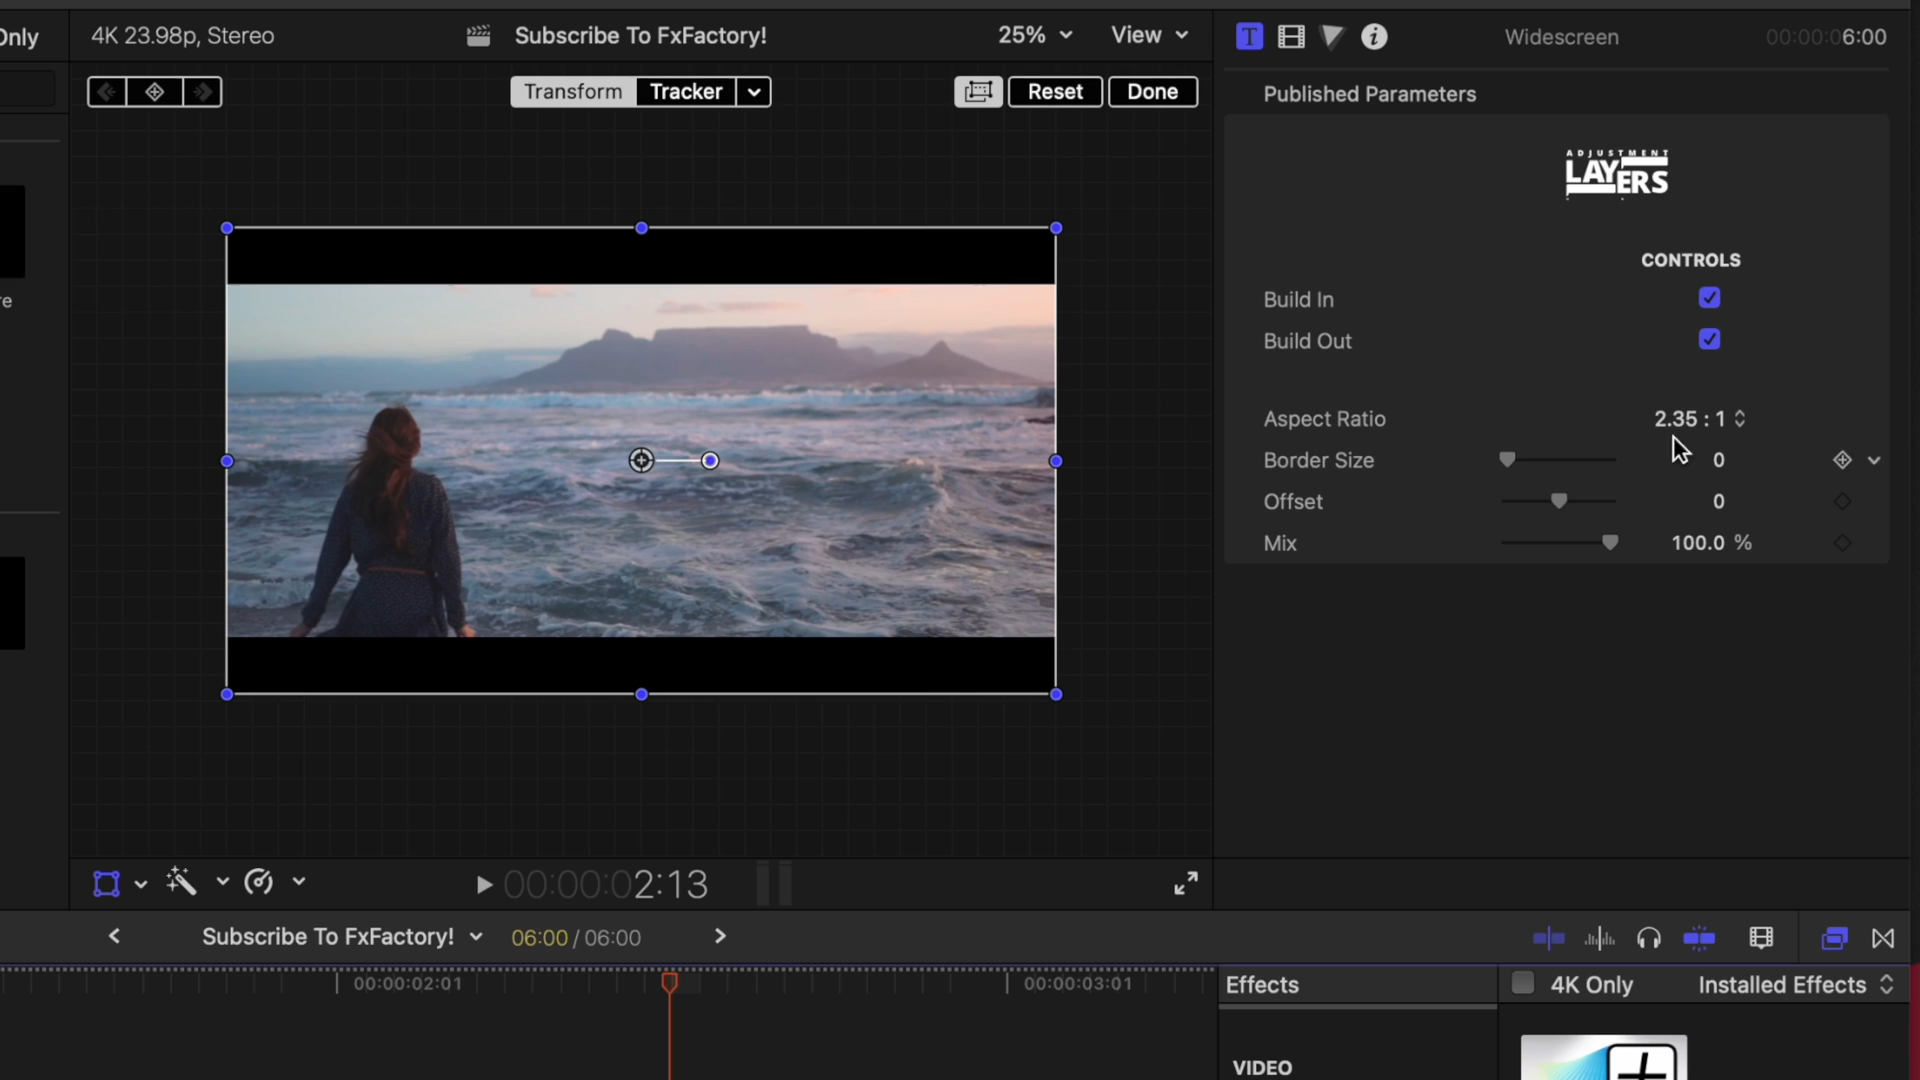 Only
4K 23.98p, Stereo
Subscribe To FxFactory!
25%
View
T
i
Widescreen
00:00:06:00
Transform
Tracker
Reset
Done
Published Parameters
ADJUSTMENT
LAYERS
CONTROLS
re
Build In
Build Out
Aspect Ratio
2.35 : 1
Border Size
0
Offset
0
Mix
100.0 %
00:00:02:13
Subscribe To FxFactory!
06:00 / 06:00
00:00:02:01
00:00:03:01
Effects
4K Only
Installed Effects
VIDEO